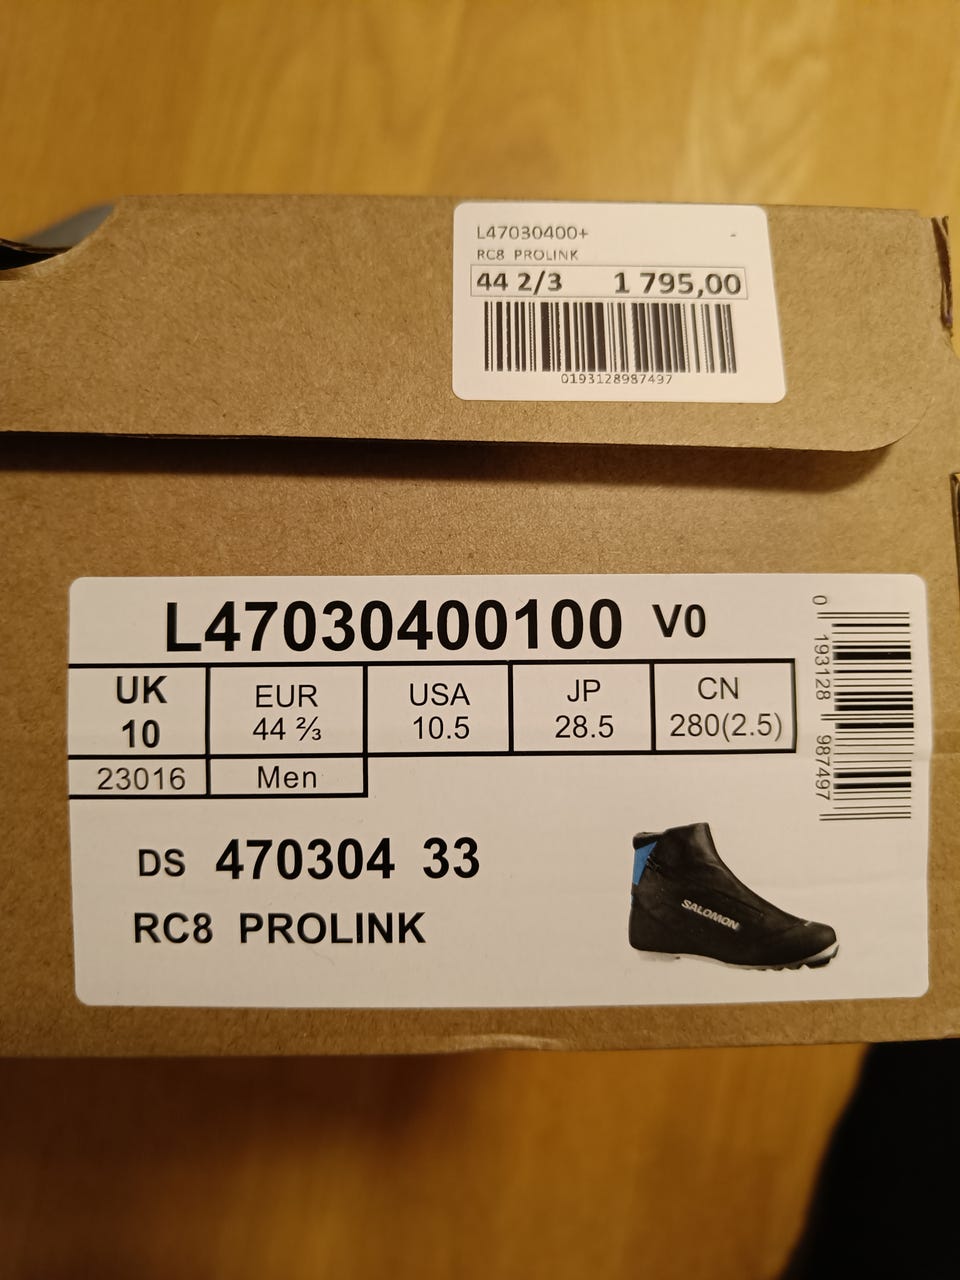 L47030400+ -
RC8 PROLINK
44 2/3 1 795,00
0193128987497
L47030400100 V0
UK EUR USA JP CN
10 44 ⅔ 10.5 28.5 280(2.5)
23016 Men
DS 470304 33
RC8 PROLINK
SALOMON
0 193128 987497